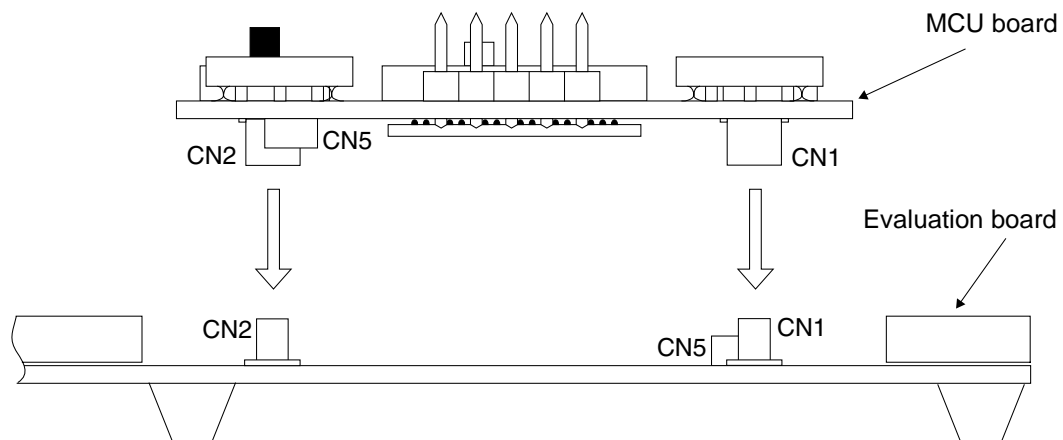 MCU board
CN5
CN2
CN1
Evaluation board
CN2
CN1
CN5